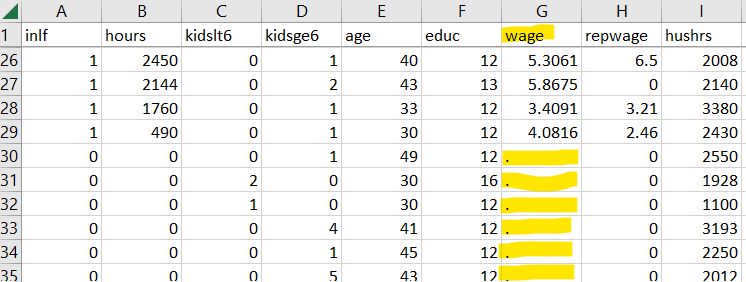 A B C D E F G H I
1 inlf hours kidslt6 kidsge6 age educ wage repwage hushrs
26 1 2450 0 1 40 12 5.3061 6.5 2008
27 1 2144 0 2 43 13 5.8675 0 2140
28 1 1760 0 1 33 12 3.4091 3.21 3380
29 1 490 0 1 30 12 4.0816 2.46 2430
30 0 0 0 1 49 12 . 0 2550
31 0 0 2 0 30 16 . 0 1928
32 0 0 1 0 30 12 . 0 1100
33 0 0 0 4 41 12 . 0 3193
34 0 0 0 1 45 12 . 0 2250
35 0 0 0 5 43 12 . 0 2012